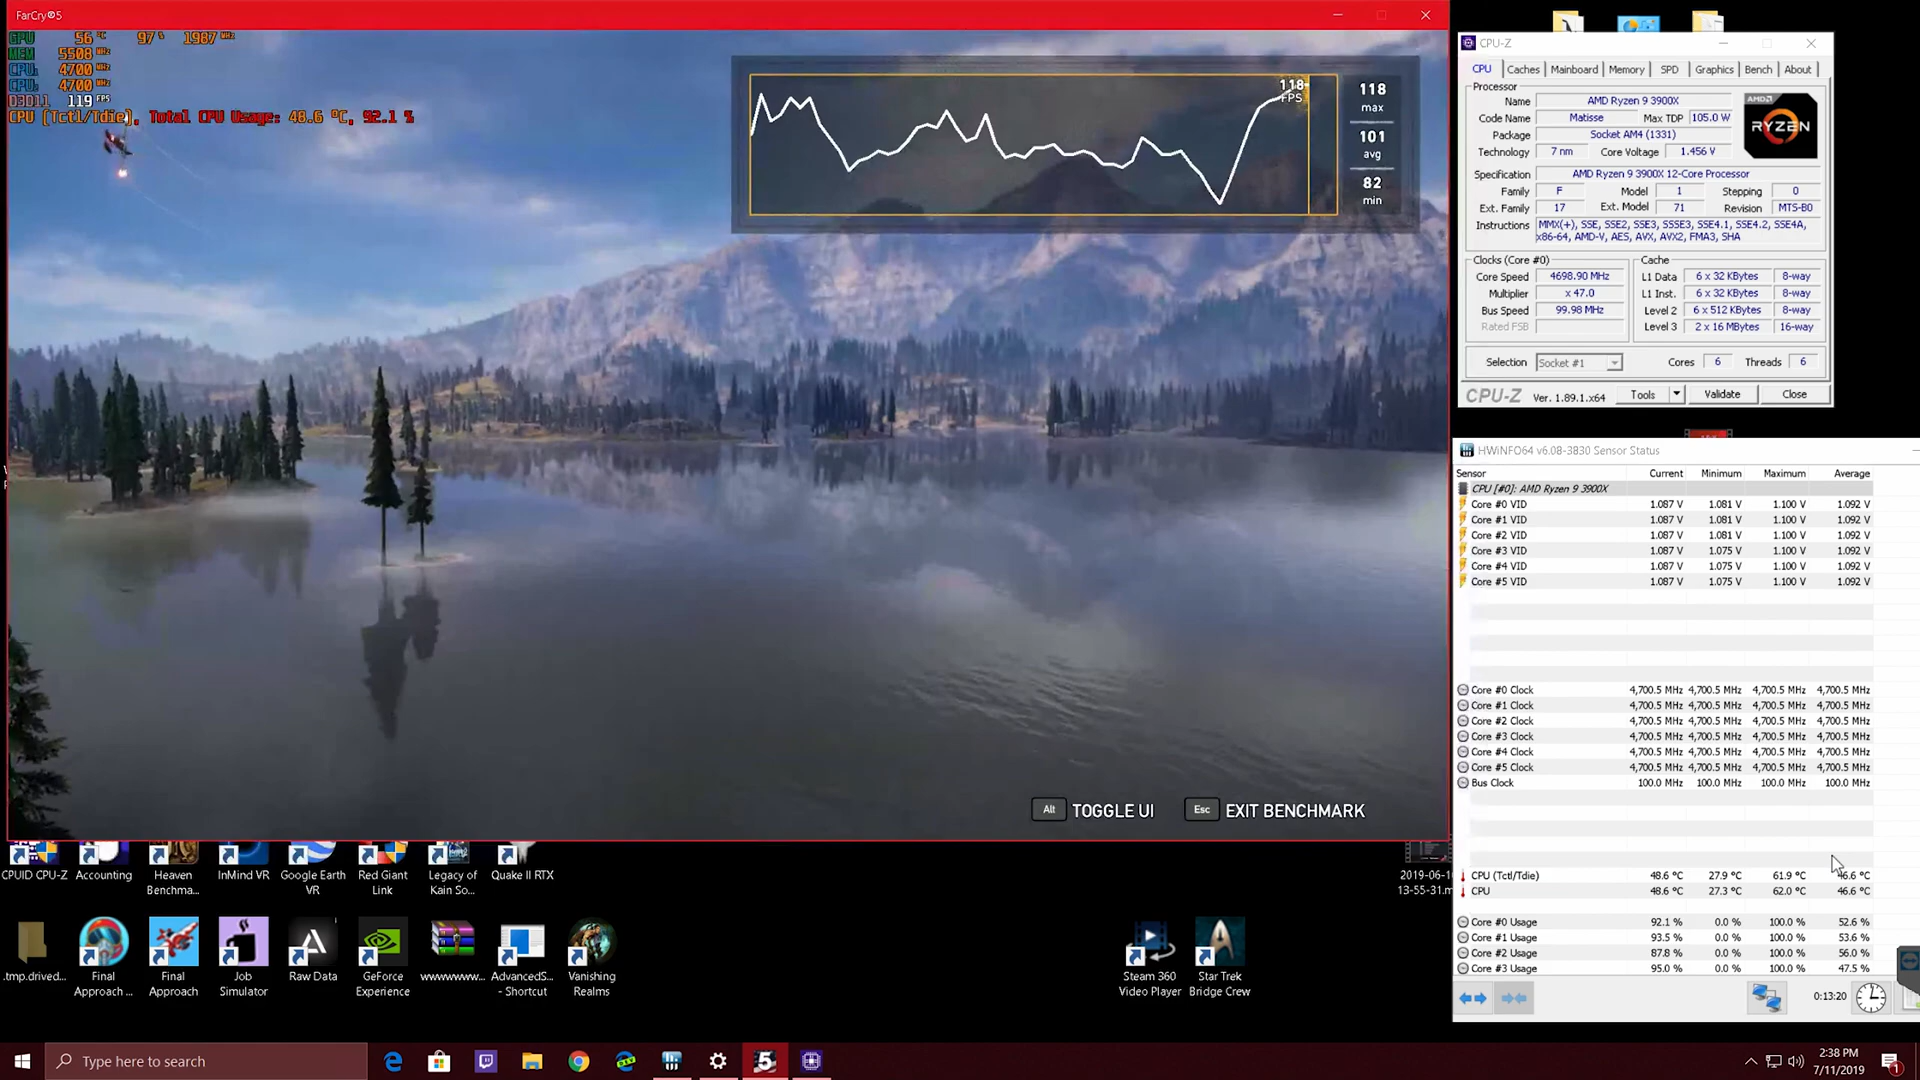 FarCry®5
GPU 56 °C 97 % 1987 MHz
MEM 5508 MHz
CPU1 4700 MHz
CPU2 4700 MHz
D3D11 119 FPS
CPU [Tctl/Tdie], Total CPU Usage: 48.6 °C, 92.1 %
118
FPS
118
max
101
avg
82
min
Alt TOGGLE UI Esc EXIT BENCHMARK
CPU-Z
CPU Caches Mainboard Memory SPD Graphics Bench About
Processor
Name AMD Ryzen 9 3900X
Code Name Matisse Max TDP 105.0 W
Package Socket AM4 (1331)
Technology 7 nm Core Voltage 1.456 V
AMD RYZEN
Specification AMD Ryzen 9 3900X 12-Core Processor
Family F Model 1 Stepping 0
Ext. Family 17 Ext. Model 71 Revision MTS-B0
Instructions MMX(+), SSE, SSE2, SSE3, SSSE3, SSE4.1, SSE4.2, SSE4A,
x86-64, AMD-V, AES, AVX, AVX2, FMA3, SHA
Clocks (Core #0) Cache
Core Speed 4698.90 MHz L1 Data 6 x 32 KBytes 8-way
Multiplier x 47.0 L1 Inst. 6 x 32 KBytes 8-way
Bus Speed 99.98 MHz Level 2 6 x 512 KBytes 8-way
Rated FSB Level 3 2 x 16 MBytes 16-way
Selection Socket #1 Cores 6 Threads 6
CPU-Z Ver. 1.89.1.x64 Tools Validate Close
HWiNFO64 v6.08-3830 Sensor Status
Sensor Current Minimum Maximum Average
CPU [#0]: AMD Ryzen 9 3900X
Core #0 VID 1.087 V 1.081 V 1.100 V 1.092 V
Core #1 VID 1.087 V 1.081 V 1.100 V 1.092 V
Core #2 VID 1.087 V 1.081 V 1.100 V 1.092 V
Core #3 VID 1.087 V 1.075 V 1.100 V 1.092 V
Core #4 VID 1.087 V 1.075 V 1.100 V 1.092 V
Core #5 VID 1.087 V 1.075 V 1.100 V 1.092 V
Core #0 Clock 4,700.5 MHz 4,700.5 MHz 4,700.5 MHz 4,700.5 MHz
Core #1 Clock 4,700.5 MHz 4,700.5 MHz 4,700.5 MHz 4,700.5 MHz
Core #2 Clock 4,700.5 MHz 4,700.5 MHz 4,700.5 MHz 4,700.5 MHz
Core #3 Clock 4,700.5 MHz 4,700.5 MHz 4,700.5 MHz 4,700.5 MHz
Core #4 Clock 4,700.5 MHz 4,700.5 MHz 4,700.5 MHz 4,700.5 MHz
Core #5 Clock 4,700.5 MHz 4,700.5 MHz 4,700.5 MHz 4,700.5 MHz
Bus Clock 100.0 MHz 100.0 MHz 100.0 MHz 100.0 MHz
CPU (Tctl/Tdie) 48.6 °C 27.9 °C 61.9 °C 46.6 °C
CPU 48.6 °C 27.3 °C 62.0 °C 46.6 °C
Core #0 Usage 92.1 % 0.0 % 100.0 % 52.6 %
Core #1 Usage 93.5 % 0.0 % 100.0 % 53.6 %
Core #2 Usage 87.8 % 0.0 % 100.0 % 56.0 %
Core #3 Usage 95.0 % 0.0 % 100.0 % 47.5 %
0:13:20
CPUID CPU-Z
Accounting
Heaven
Benchma...
InMind VR
Google Earth
VR
Red Giant
Link
Legacy of
Kain So...
Quake II RTX
2019-06-1
13-55-31.m
.tmp.drived...
Final
Approach ...
Final
Approach
Job
Simulator
Raw Data
GeForce
Experience
wwwwwwww...
AdvancedS...
- Shortcut
Vanishing
Realms
Steam 360
Video Player
Star Trek
Bridge Crew
Type here to search
5
2:38 PM
7/11/2019
1